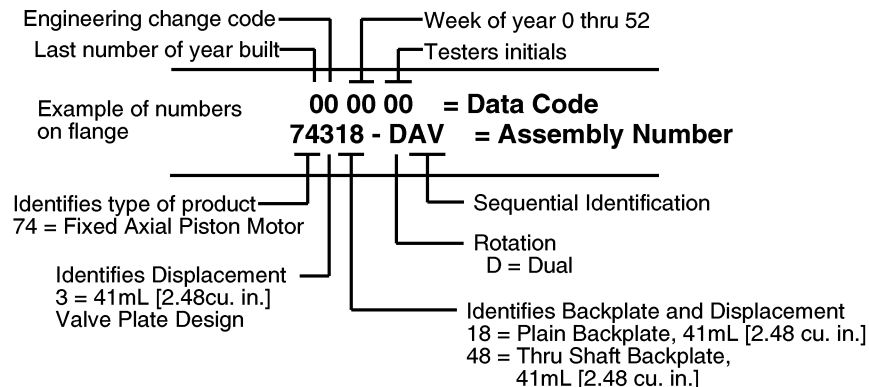 Engineering change code
Week of year 0 thru 52
Last number of year built
Testers initials
Example of numbers
on flange
00 00 00 = Data Code
74318 - DAV = Assembly Number
Identifies type of product
74 = Fixed Axial Piston Motor
Sequential Identification
Rotation
D = Dual
Identifies Displacement
3 = 41mL [2.48cu. in.]
Valve Plate Design
Identifies Backplate and Displacement
18 = Plain Backplate, 41mL [2.48 cu. in.]
48 = Thru Shaft Backplate,
41mL [2.48 cu. in.]